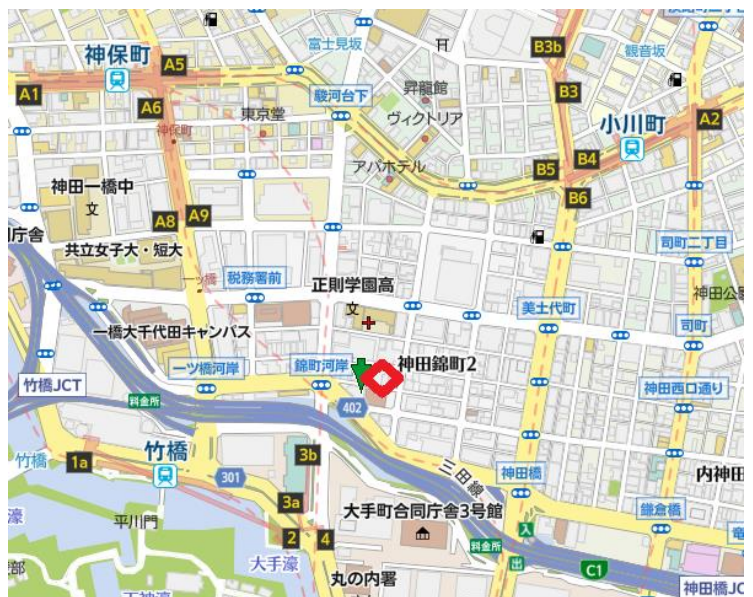 富士見坂
観音坂
B3b
神保町
A5
B3
A1
A6
駿河台下
昇龍館
ヴィクトリア
東京堂
神保町
小川町
A2
B4
アパホテル
B5
B6
神田一橋中
文
A8
A9
庁舎
共立女子大・短大
司町二丁目
一ツ橋
税務署前
正則学園高
文
神田公
美土代町
司町
一橋大千代田キャンパス
一ツ橋河岸
錦町河岸
神田錦町2
竹橋JCT
料金所
402
神田西口通り
竹橋
竹橋
1a
301
3b
三田線
神田橋
内神田
3a
大手町合同庁舎3号館
鎌倉橋
平川門
2
4
入
竜
濠
大手濠
料金所
出
C1
丸の内署
神田橋JC
部